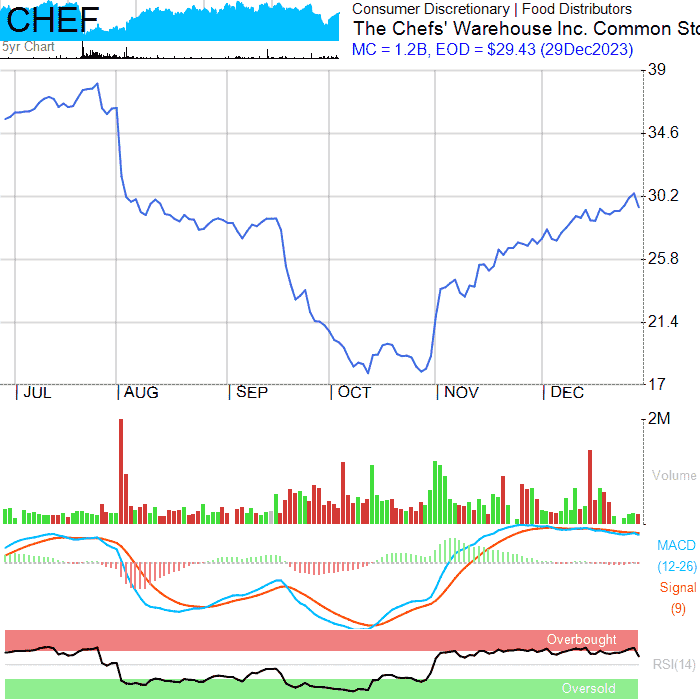 CHEF
Consumer Discretionary | Food Distributors
The Chefs' Warehouse Inc. Common Sto
MC = 1.2B, EOD = $29.43 (29Dec2023)
5yr Chart
39
34.6
30.2
25.8
21.4
17
JUL AUG SEP OCT NOV DEC
2M
Volume
MACD
(12-26)
Signal
(9)
Overbought
RSI(14)
Oversold